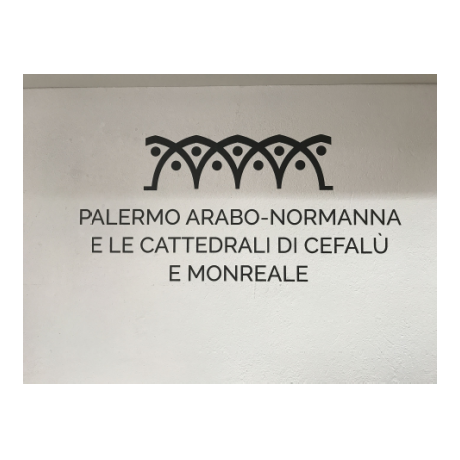 PALERMO ARABO-NORMANNA
E LE CATTEDRALI DI CEFALÙ
E MONREALE